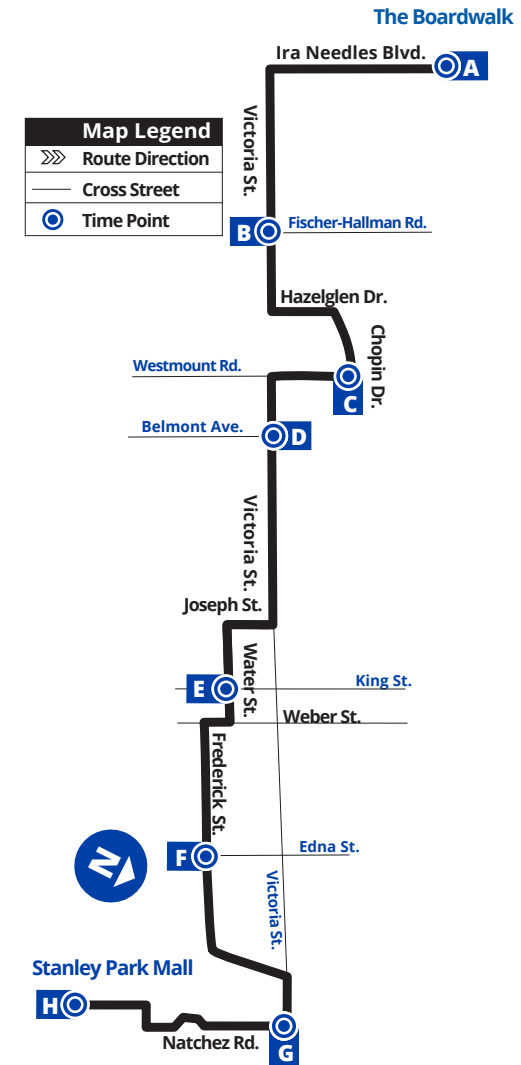 The Boardwalk
Ira Needles Blvd.
A
Victoria St.
Map Legend
Route Direction
Cross Street
Time Point
B
Fischer-Hallman Rd.
Hazelglen Dr.
Chopin Dr.
Westmount Rd.
C
Belmont Ave.
D
Victoria St.
Joseph St.
Water St.
E
King St.
Weber St.
Frederick St.
N
F
Edna St.
Victoria St.
Stanley Park Mall
H
Natchez Rd.
G